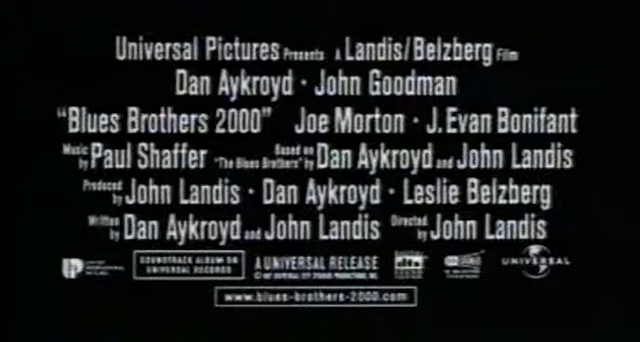 Universal Pictures Presents A Landis/Belzberg Film
Dan Aykroyd · John Goodman
"Blues Brothers 2000" Joe Morton · J. Evan Bonifant
Music by Paul Shaffer Based on "The Blues Brothers" by Dan Aykroyd and John Landis
Produced by John Landis · Dan Aykroyd · Leslie Belzberg
Written by Dan Aykroyd and John Landis Directed by John Landis
SOUNDTRACK ALBUM ON UNIVERSAL RECORDS A UNIVERSAL RELEASE dts UNIVERSAL
www.blues-brothers-2000.com